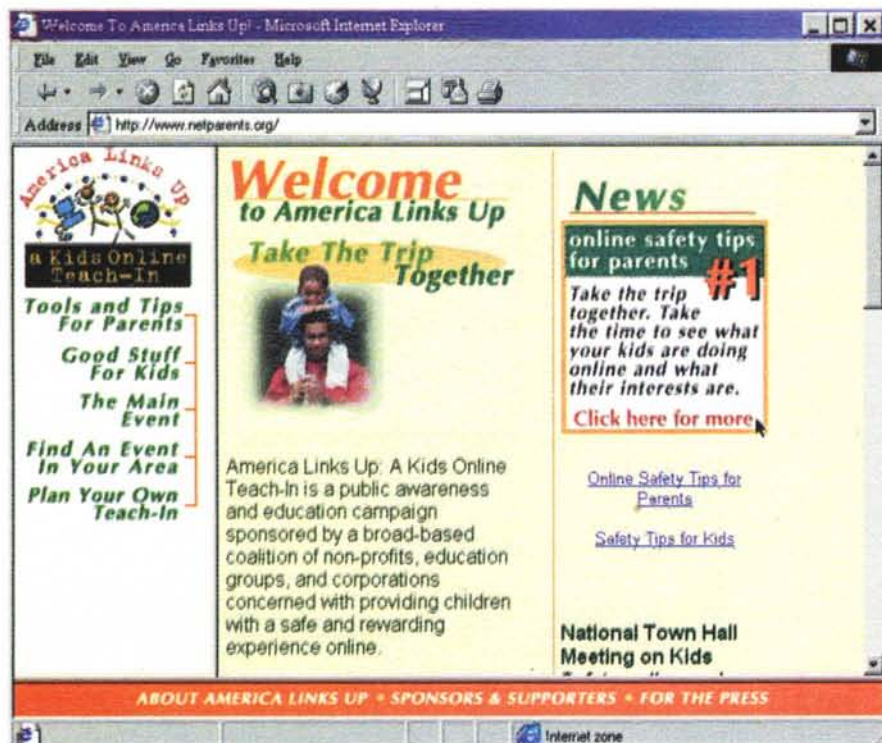 Welcome To America Links Up! - Microsoft Internet Explorer
File Edit View Go Favorites Help
Address http://www.netparents.org/
America Links Up
a Kids Online
Teach-In
Tools and Tips
For Parents
Good Stuff
For Kids
The Main
Event
Find An Event
In Your Area
Plan Your Own
Teach-In
Welcome
to America Links Up
Take The Trip
Together
America Links Up: A Kids Online
Teach-In is a public awareness
and education campaign
sponsored by a broad-based
coalition of non-profits, education
groups, and corporations
concerned with providing children
with a safe and rewarding
experience online.
News
online safety tips
for parents
#1
Take the trip
together. Take
the time to see what
your kids are doing
online and what
their interests are.
Click here for more
Online Safety Tips for
Parents
Safety Tips for Kids
National Town Hall
Meeting on Kids
ABOUT AMERICA LINKS UP • SPONSORS & SUPPORTERS • FOR THE PRESS
Internet zone